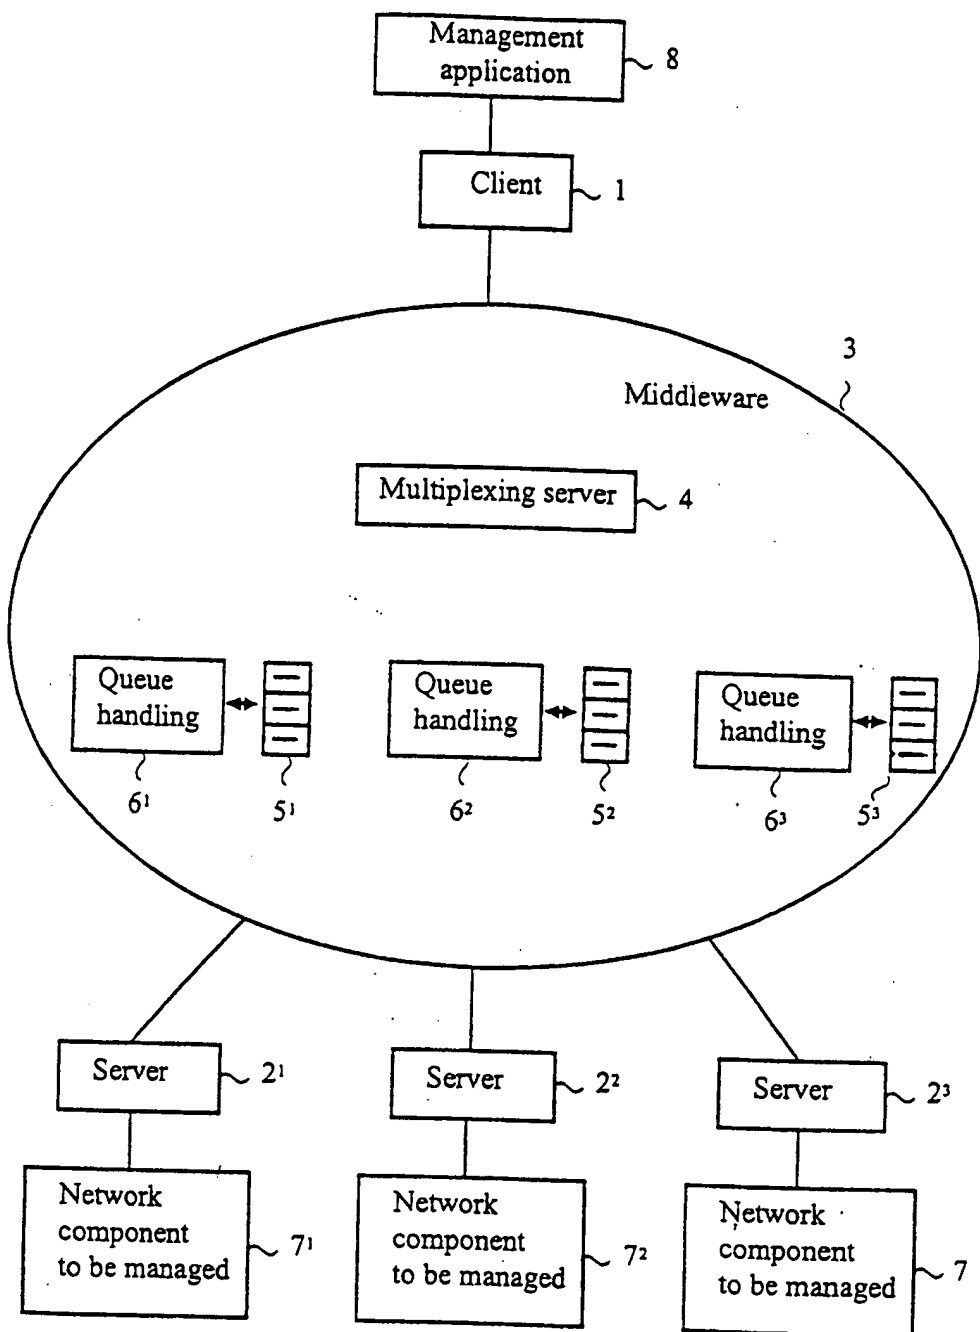 Management
application
8
Client
1
3
Middleware
Multiplexing server
4
Queue
handling
Queue
handling
Queue
handling
6¹
5¹
6²
5²
6³
5³
Server
2¹
Server
2²
Server
2³
Network
component
to be managed
7¹
Network
component
to be managed
7²
Network
component
to be managed
7